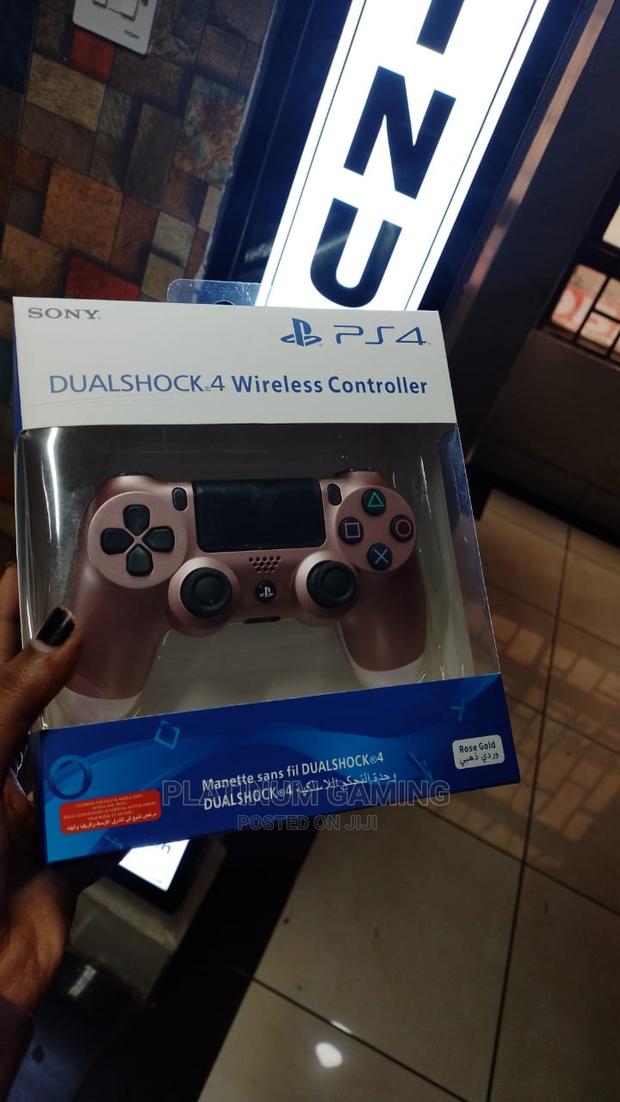 I
N
U
SONY
PS4
DUALSHOCK®4 Wireless Controller
Rose Gold
وردي ذهبي
Manette sans fil DUALSHOCK®4
وحدة التحكم اللاسلكية DUALSHOCK®4
PLATINUM GAMING
POSTED ON JIJI